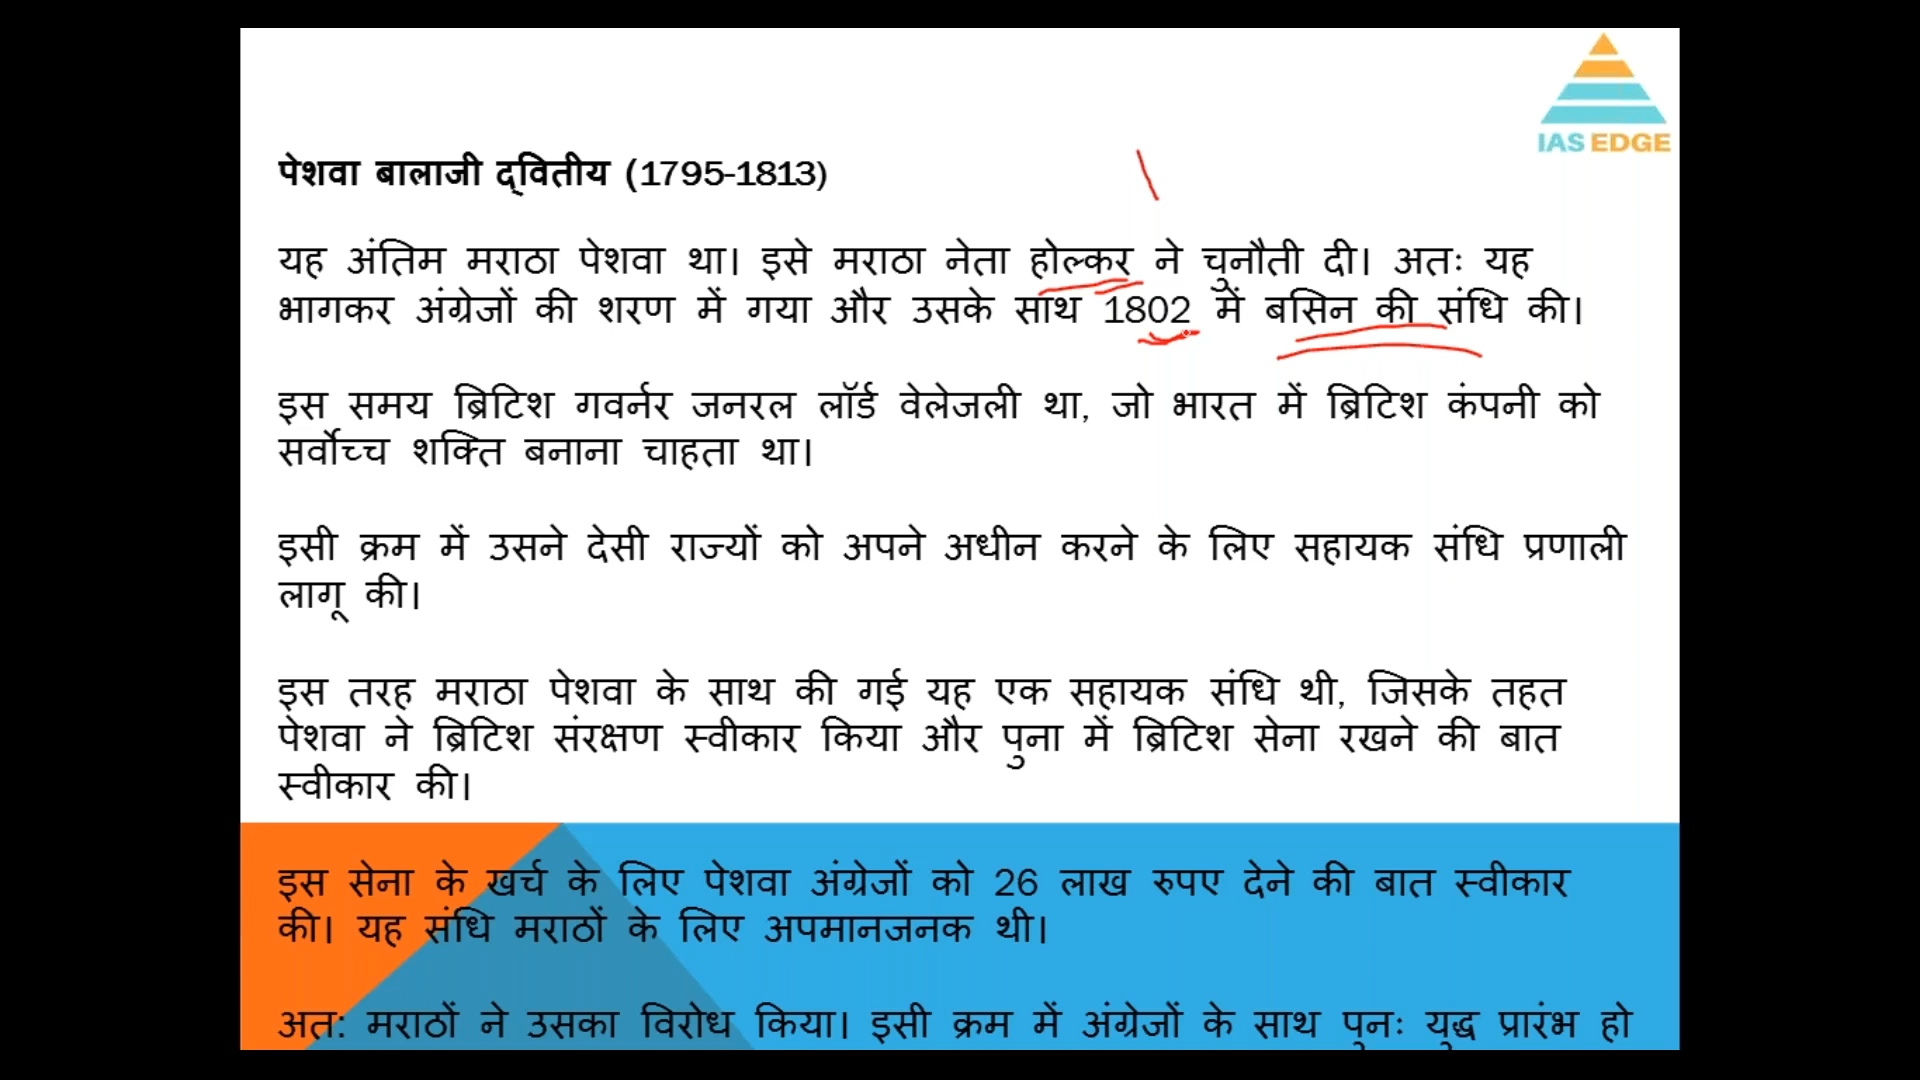 IAS EDGE
पेशवा बालाजी द्वितीय (1795-1813)
यह अंतिम मराठा पेशवा था। इसे मराठा नेता होल्कर ने चुनौती दी। अतः यह
भागकर अंग्रेजों की शरण में गया और उसके साथ 1802 में बसिन की संधि की।
इस समय ब्रिटिश गवर्नर जनरल लॉर्ड वेलेजली था, जो भारत में ब्रिटिश कंपनी को
सर्वोच्च शक्ति बनाना चाहता था।
इसी क्रम में उसने देसी राज्यों को अपने अधीन करने के लिए सहायक संधि प्रणाली
लागू की।
इस तरह मराठा पेशवा के साथ की गई यह एक सहायक संधि थी, जिसके तहत
पेशवा ने ब्रिटिश संरक्षण स्वीकार किया और पुना में ब्रिटिश सेना रखने की बात
स्वीकार की।
इस सेना के खर्च के लिए पेशवा अंग्रेजों को 26 लाख रुपए देने की बात स्वीकार
की। यह संधि मराठों के लिए अपमानजनक थी।
अत: मराठों ने उसका विरोध किया। इसी क्रम में अंग्रेजों के साथ पुनः युद्ध प्रारंभ हो